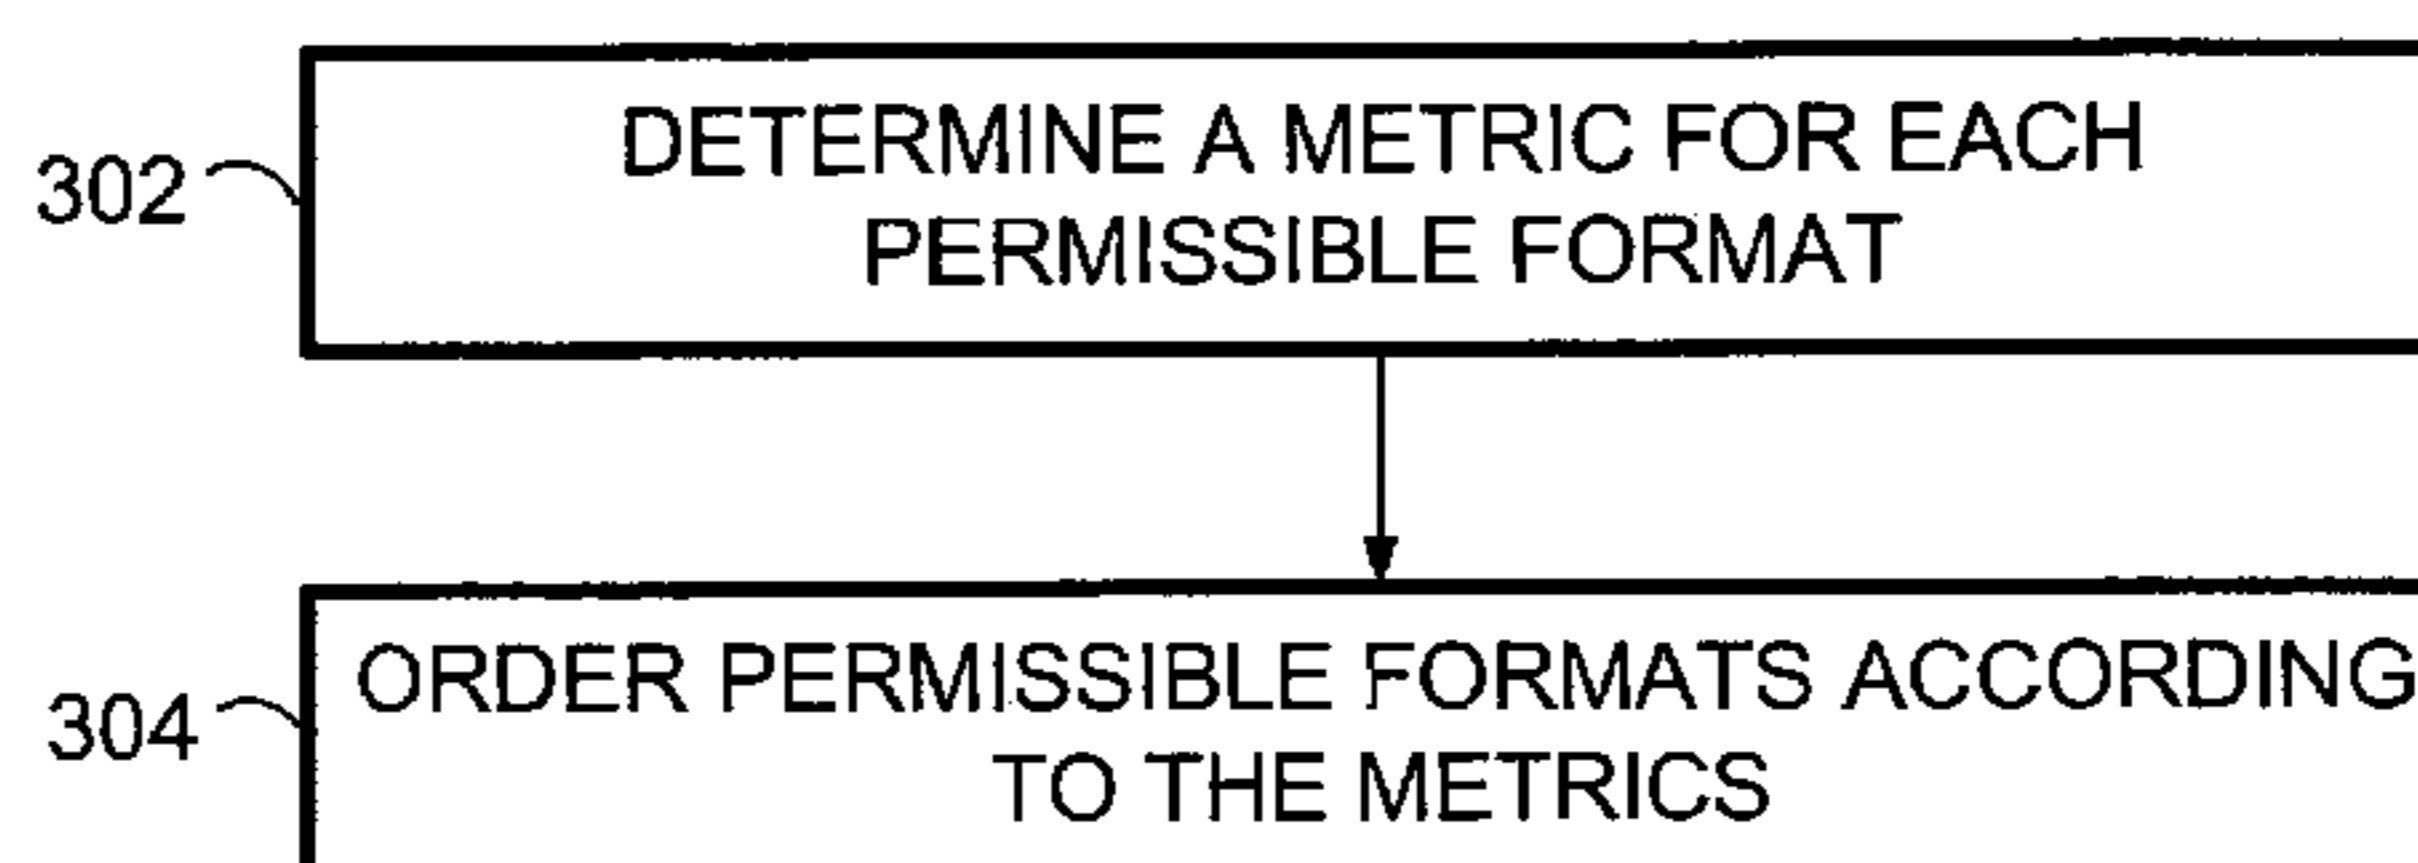 DETERMINE A METRIC FOR EACH
302
PERMISSIBLE FORMAT
ORDER PERMISSIBLE FORMATS ACCORDING
304
TO THE METRICS